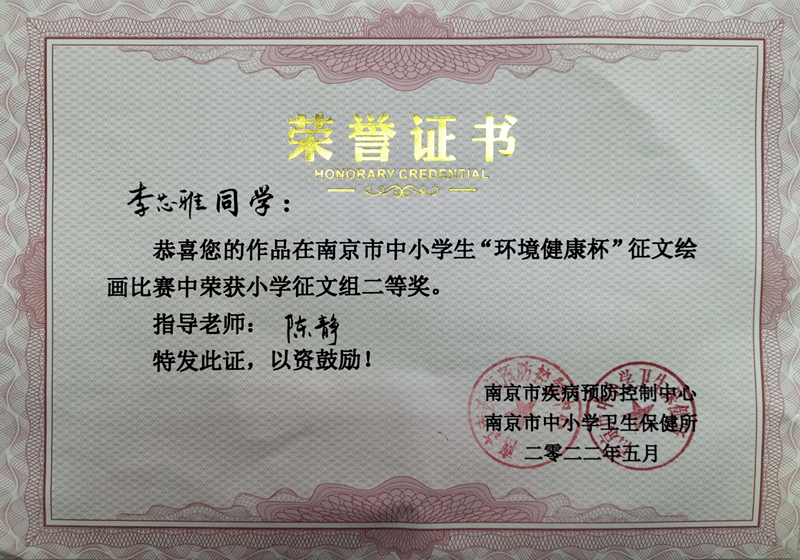 荣誉证书
HONORARY CREDENTIAL
李忠雅同学：
恭喜您的作品在南京市中小学生“环境健康杯”征文绘
画比赛中荣获小学征文组二等奖。
指导老师：陈静
特发此证，以资鼓励！
南京市疾病预防控制中心
南京市中小学卫生保健所
二零二二年五月